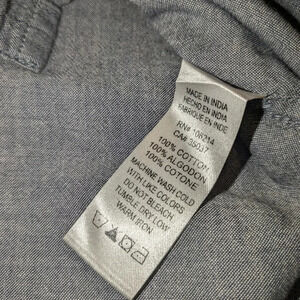 MADE IN INDIA
HECHO EN INDIA
FABRIQUE EN INDE
RN# 108214
CA# 35037
100% COTTON
100% ALGODON
100% COTONE
MACHINE WASH COLD
WITH LIKE COLORS
DO NOT BLEACH
TUMBLE DRY LOW
WARM IRON